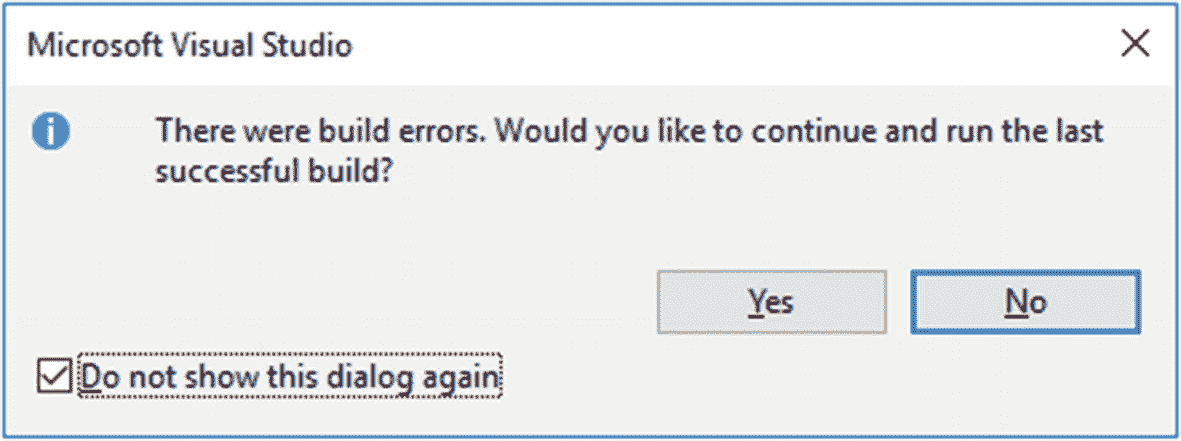 Microsoft Visual Studio
There were build errors. Would you like to continue and run the last
successful build?
Yes
No
Do not show this dialog again